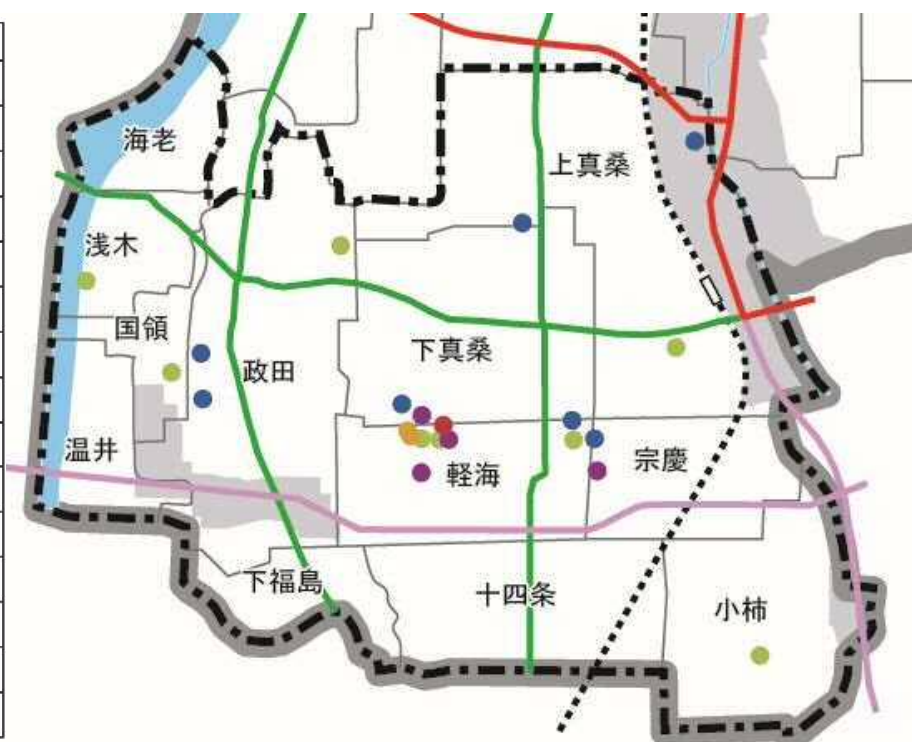 海老
上真桑
浅木
国領
下真桑
政田
温井
軽海
宗慶
下福島
十四条
小柿